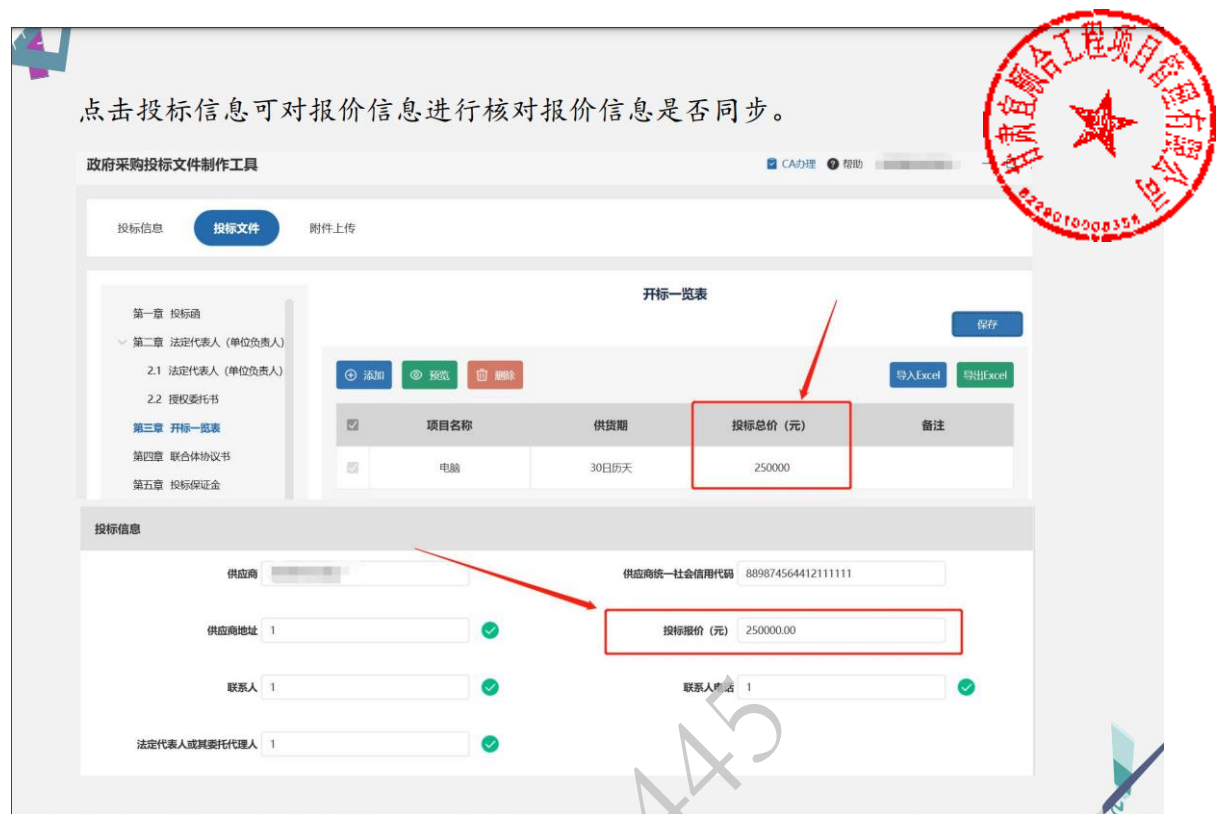 点击投标信息可对报价信息进行核对报价信息是否同步。
甘肃宜顺合工程项目管理有限公司
政府采购投标文件制作工具
CA办理 帮助
投标信息 投标文件 附件上传
开标一览表
保存
第一章 投标函
第二章 法定代表人（单位负责人）
2.1 法定代表人（单位负责人）
2.2 授权委托书
第三章 开标一览表
第四章 联合体协议书
第五章 投标保证金
添加 预览 删除 导入Excel 导出Excel
项目名称 供货期 投标总价（元） 备注
电脑 30日历天 250000
投标信息
供应商 供应商统一社会信用代码 889874564412111111
供应商地址 1 投标报价（元） 250000.00
联系人 1 联系人电话 1
法定代表人或其委托代理人 1
445